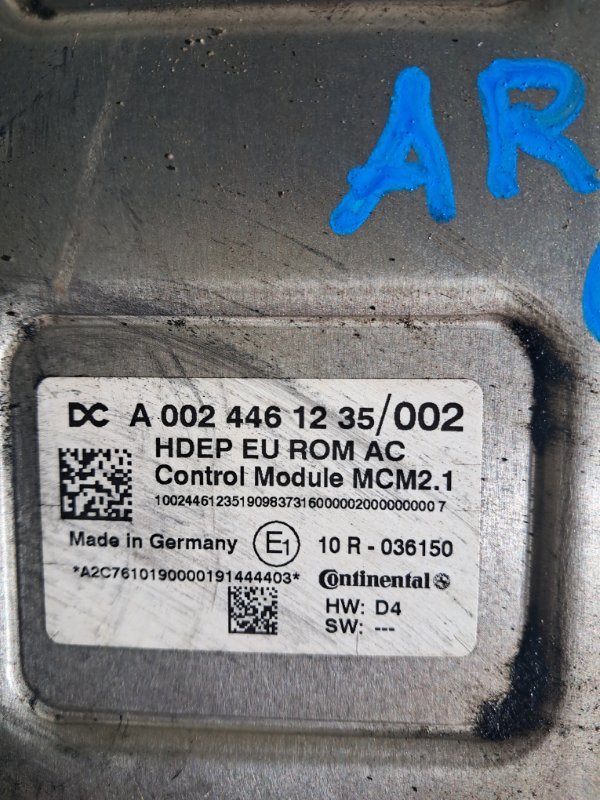 AR
DC A 002 446 12 35/002
HDEP EU ROM AC
Control Module MCM2.1
10024461235190983731600000200000000007
Made in Germany E1 10 R - 036150
*A2C7610190000191444403* Continental
HW: D4
SW: ---